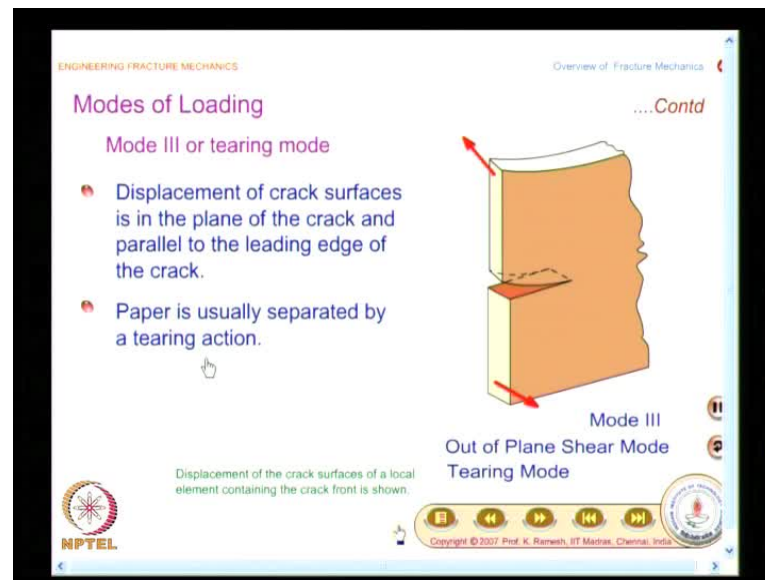 ENGINEERING FRACTURE MECHANICS
Overview of Fracture Mechanics
Modes of Loading
....Contd
Mode III or tearing mode
Displacement of crack surfaces
is in the plane of the crack and
parallel to the leading edge of
the crack.
Paper is usually separated by
a tearing action.
Mode III
Out of Plane Shear Mode
Tearing Mode
Displacement of the crack surfaces of a local
element containing the crack front is shown.
NPTEL
Copyright © 2007 Prof. K. Ramesh, IIT Madras, Chennai, India